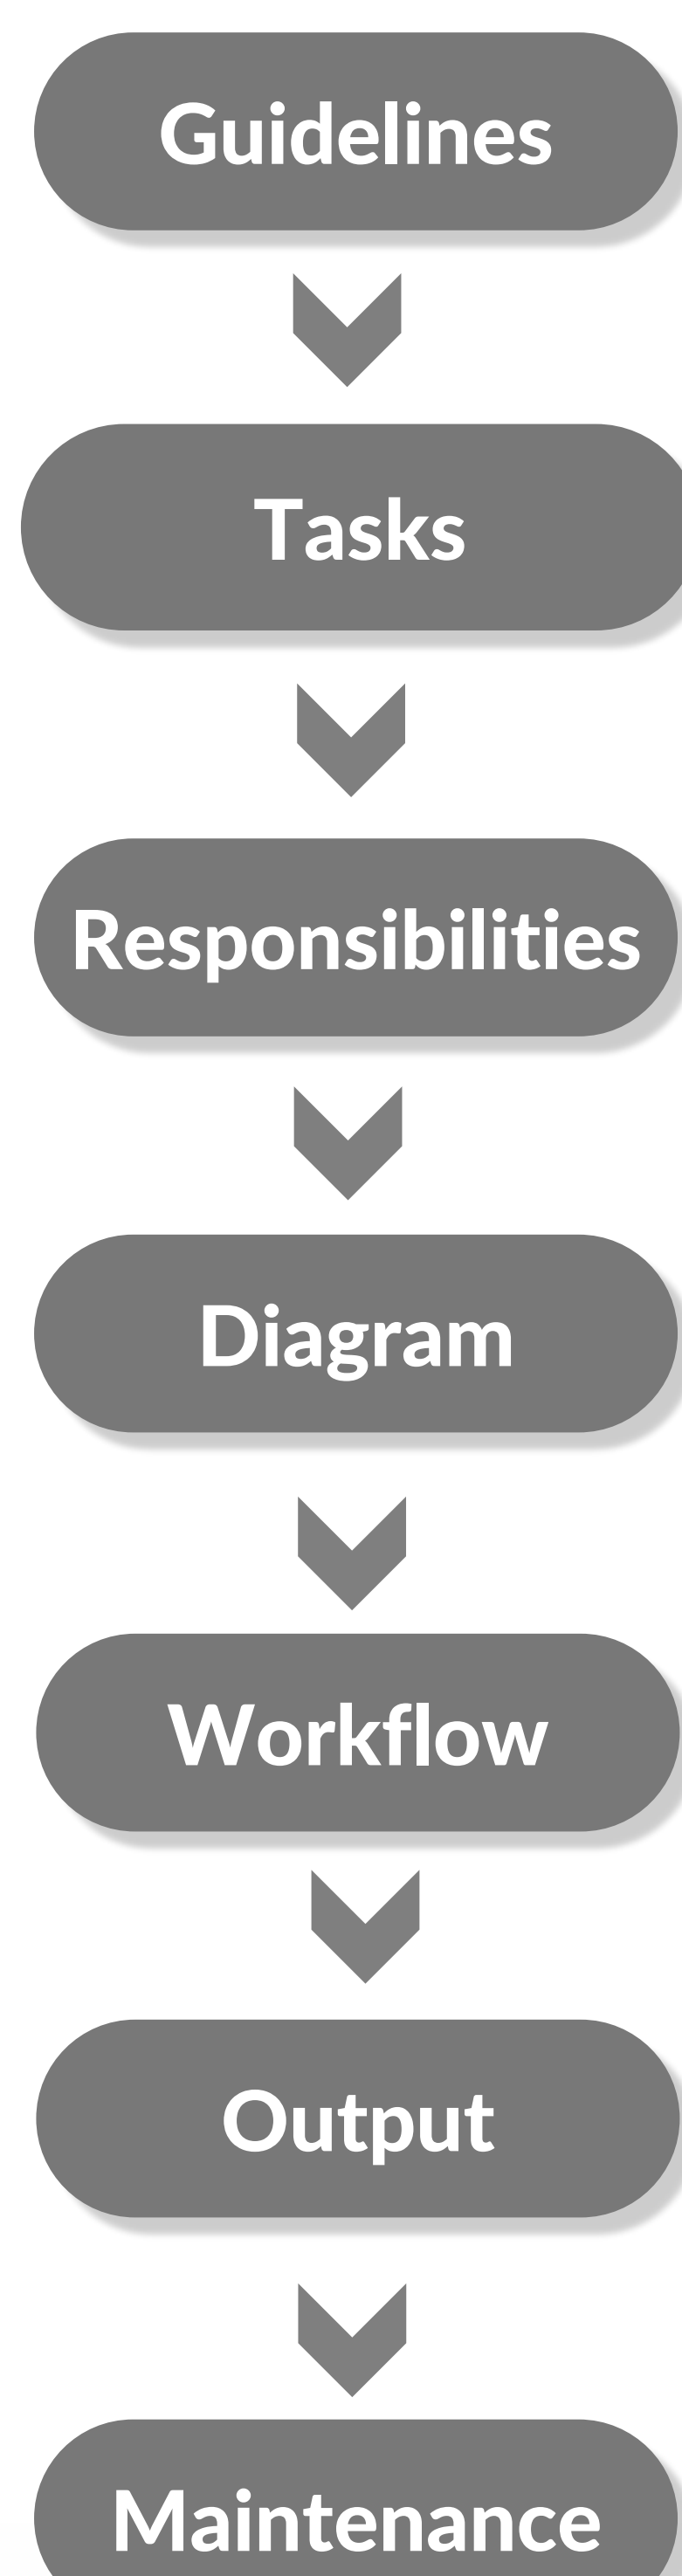 Guidelines
Tasks
Responsibilities
Diagram
Workflow
Output
Maintenance